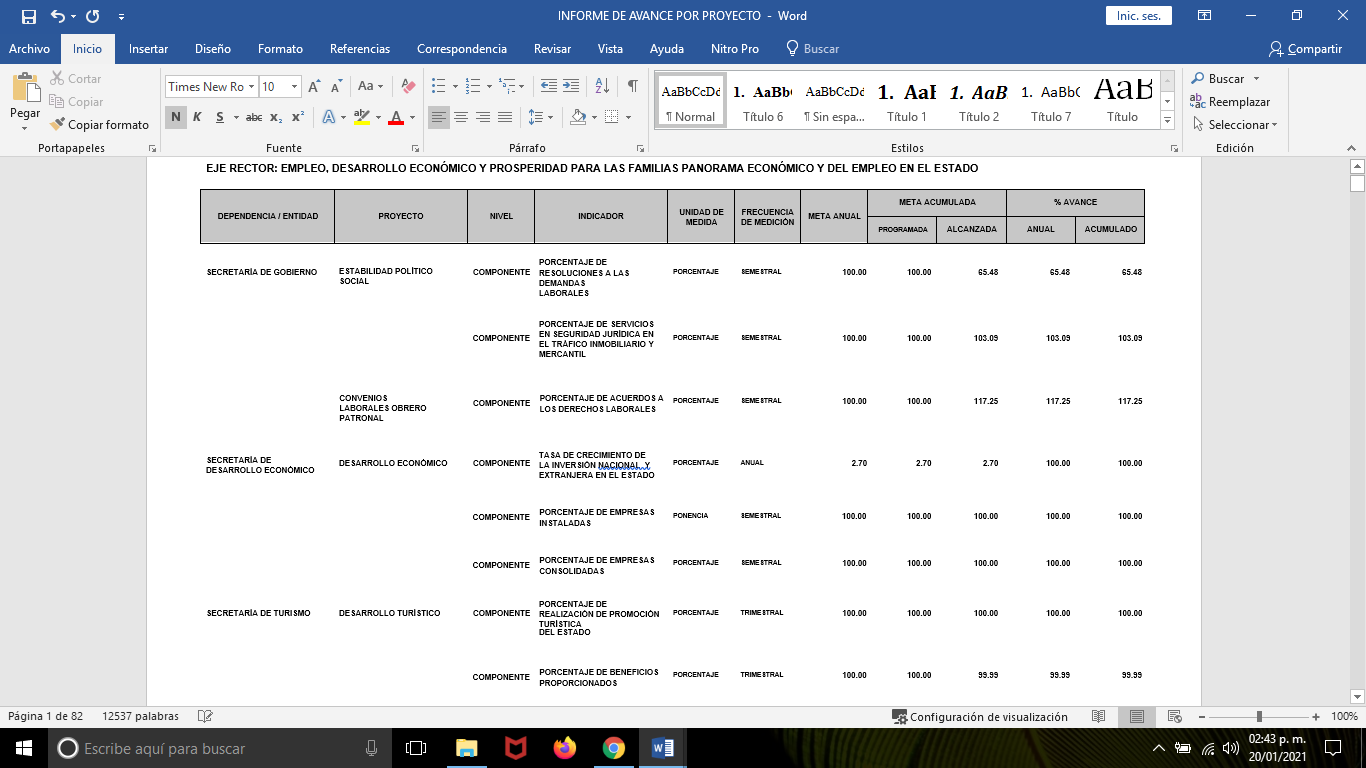 INFORME DE AVANCE POR PROYECTO - Word
Inic. ses.
Archivo Inicio Insertar Diseño Formato Referencias Correspondencia Revisar Vista Ayuda Nitro Pro Buscar Compartir
Pegar
Cortar
Copiar
Copiar formato
Portapapeles
Times New Ro 10
N K S abc x₂ x²
Fuente
Párrafo
AaBbCcDd 1. AaBb( AaBbCcDd 1. AaB 1. AaB 1. AaBb( AaB
¶ Normal Título 6 ¶ Sin espa... Título 1 Título 2 Título 7 Título
Estilos
Buscar
Reemplazar
Seleccionar
Edición
EJE RECTOR: EMPLEO, DESARROLLO ECONÓMICO Y PROSPERIDAD PARA LAS FAMILIAS PANORAMA ECONÓMICO Y DEL EMPLEO EN EL ESTADO
DEPENDENCIA / ENTIDAD PROYECTO NIVEL INDICADOR UNIDAD DE MEDIDA FRECUENCIA DE MEDICIÓN META ANUAL META ACUMULADA % AVANCE
PROGRAMADA ALCANZADA ANUAL ACUMULADO
SECRETARÍA DE GOBIERNO ESTABILIDAD POLÍTICO SOCIAL COMPONENTE PORCENTAJE DE RESOLUCIONES A LAS DEMANDAS LABORALES PORCENTAJE SEMESTRAL 100.00 100.00 65.48 65.48 65.48
COMPONENTE PORCENTAJE DE SERVICIOS EN SEGURIDAD JURÍDICA EN EL TRÁFICO INMOBILIARIO Y MERCANTIL PORCENTAJE SEMESTRAL 100.00 100.00 103.09 103.09 103.09
CONVENIOS LABORALES OBRERO PATRONAL COMPONENTE PORCENTAJE DE ACUERDOS A LOS DERECHOS LABORALES PORCENTAJE SEMESTRAL 100.00 100.00 117.25 117.25 117.25
SECRETARÍA DE DESARROLLO ECONÓMICO DESARROLLO ECONÓMICO COMPONENTE TASA DE CRECIMIENTO DE LA INVERSIÓN NACIONAL Y EXTRANJERA EN EL ESTADO PORCENTAJE ANUAL 2.70 2.70 2.70 100.00 100.00
COMPONENTE PORCENTAJE DE EMPRESAS INSTALADAS PONENCIA SEMESTRAL 100.00 100.00 100.00 100.00 100.00
COMPONENTE PORCENTAJE DE EMPRESAS CONSOLIDADAS PORCENTAJE SEMESTRAL 100.00 100.00 100.00 100.00 100.00
SECRETARÍA DE TURISMO DESARROLLO TURÍSTICO COMPONENTE PORCENTAJE DE REALIZACIÓN DE PROMOCIÓN TURÍSTICA DEL ESTADO PORCENTAJE TRIMESTRAL 100.00 100.00 100.00 100.00 100.00
COMPONENTE PORCENTAJE DE BENEFICIOS PROPORCIONADOS PORCENTAJE TRIMESTRAL 100.00 100.00 99.99 99.99 99.99
Página 1 de 82 12537 palabras Configuración de visualización 100%
Escribe aquí para buscar
02:43 p. m.
20/01/2021